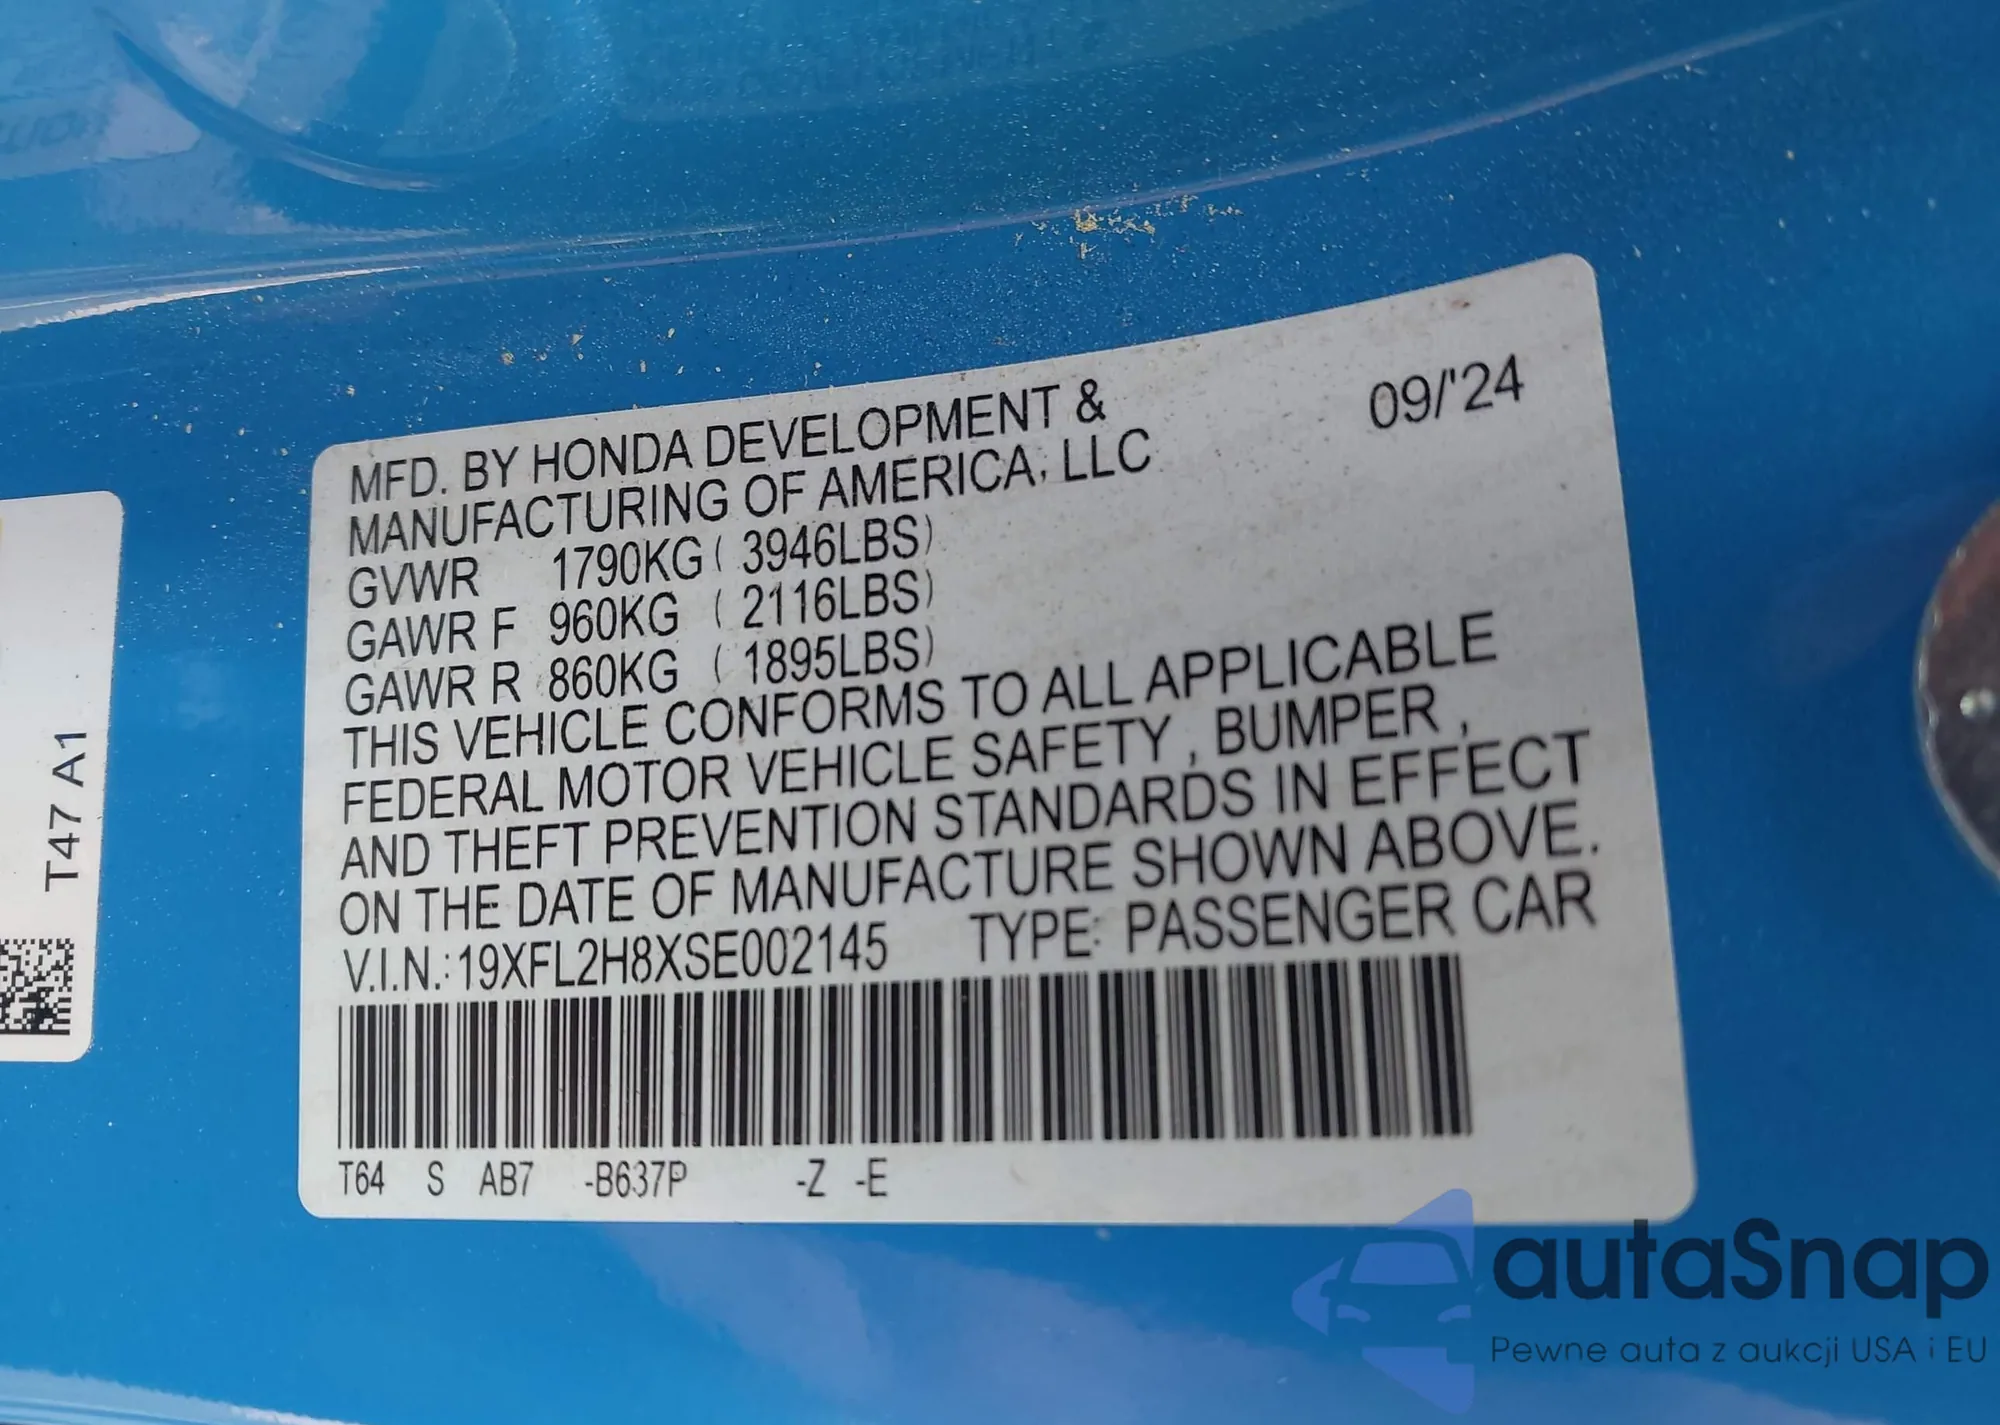 MFD. BY HONDA DEVELOPMENT & 09/'24
MANUFACTURING OF AMERICA, LLC
GVWR 1790KG ( 3946LBS)
GAWR F 960KG ( 2116LBS)
GAWR R 860KG ( 1895LBS)
THIS VEHICLE CONFORMS TO ALL APPLICABLE
FEDERAL MOTOR VEHICLE SAFETY , BUMPER ,
AND THEFT PREVENTION STANDARDS IN EFFECT
ON THE DATE OF MANUFACTURE SHOWN ABOVE.
V.I.N.: 19XFL2H8XSE002145 TYPE: PASSENGER CAR
T64 S AB7 -B637P -Z -E
T47 A1
autaSnap
Pewne auta z aukcji USA i EU